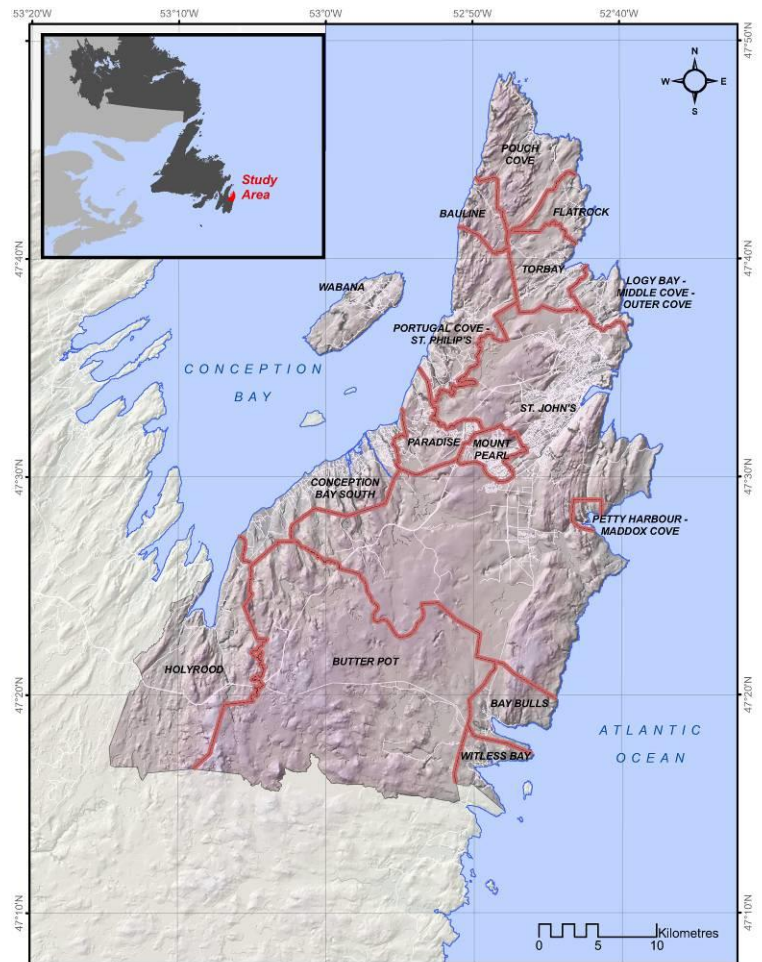 53°20'W
53°10'W
53°0'W
52°50'W
52°40'W
47°50'N
47°50'N
N
W
E
S
Study
Area
POUCH
COVE
BAULINE
FLATROCK
47°40'N
47°40'N
TORBAY
WABANA
LOGY BAY -
MIDDLE COVE -
OUTER COVE
PORTUGAL COVE -
ST. PHILIP'S
CONCEPTION
BAY
ST. JOHN'S
PARADISE
MOUNT
PEARL
47°30'N
47°30'N
CONCEPTION
BAY SOUTH
PETTY HARBOUR -
MADDOX COVE
HOLYROOD
BUTTER POT
47°20'N
47°20'N
BAY BULLS
ATLANTIC
OCEAN
WITLESS BAY
47°10'N
47°10'N
Kilometres
0
5
10